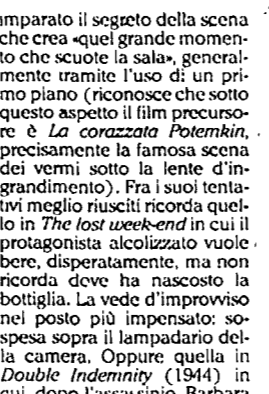 mparato il segreto della scena
che crea «quel grande momen-
to che scuote la sala», general-
mente tramite l'uso di un pri-
mo piano (riconosce che sotto
questo aspetto il film precurso-
re è La corazzata Potemkin,
precisamente la famosa scena
dei vermi sotto la lente d'in-
grandimento). Fra i suoi tenta-
tivi meglio riusciti ricorda quel-
lo in The lost week-end in cui il
protagonista alcolizzato vuole
bere, disperatamente, ma non
ricorda dove ha nascosto la
bottiglia. La vede d'improvviso
nel posto più impensato: so-
spesa sopra il lampadario del-
la camera. Oppure quella in
Double Indemnity (1944) in
cui, dopo l'assassinio, Barbara